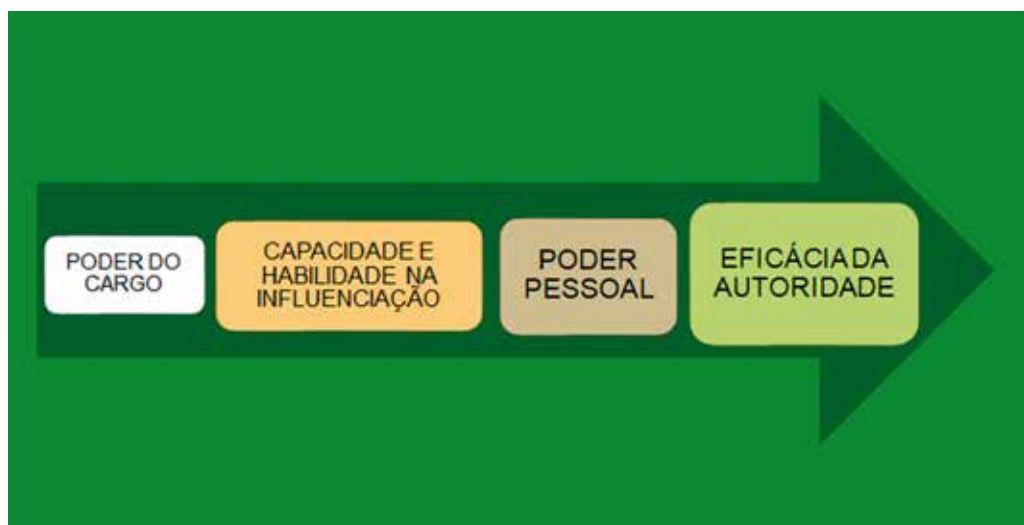 PODER DO
CARGO
CAPACIDADE E
HABILIDADE NA
INFLUENCIAÇÃO
PODER
PESSOAL
EFICÁCIA DA
AUTORIDADE